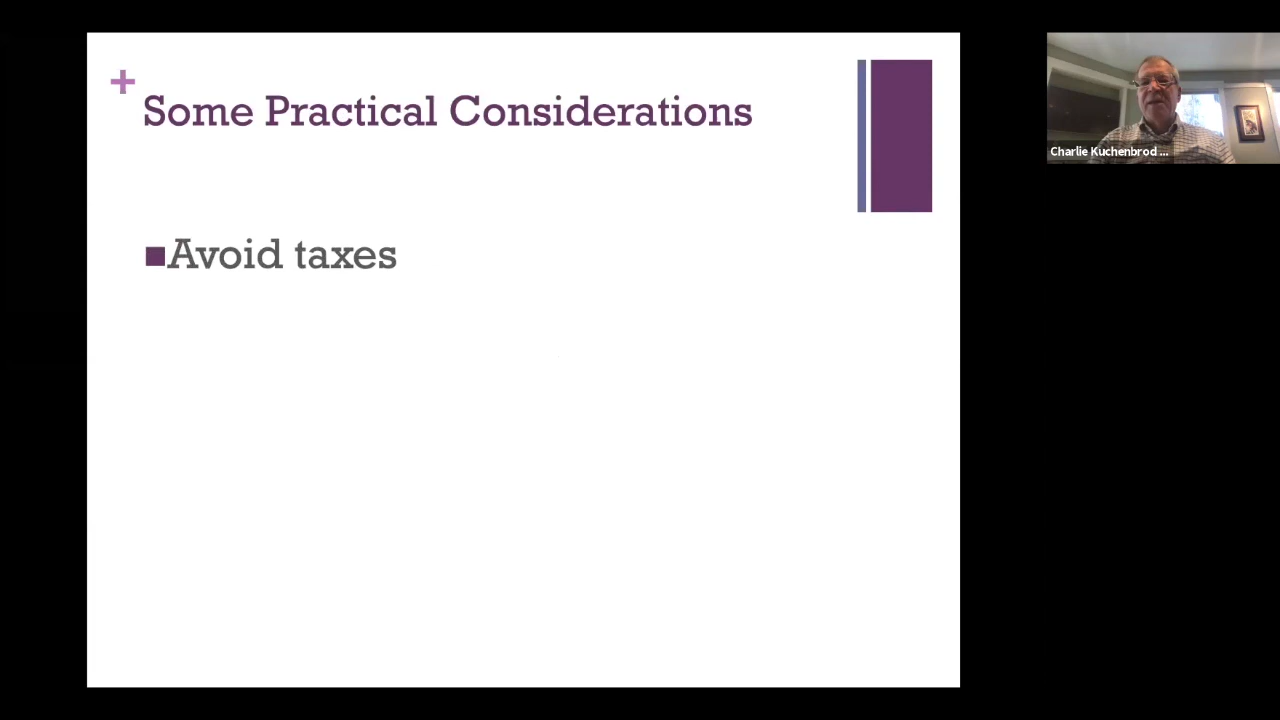 +
Some Practical Considerations
Avoid taxes
Charlie Kuchenbrod ...